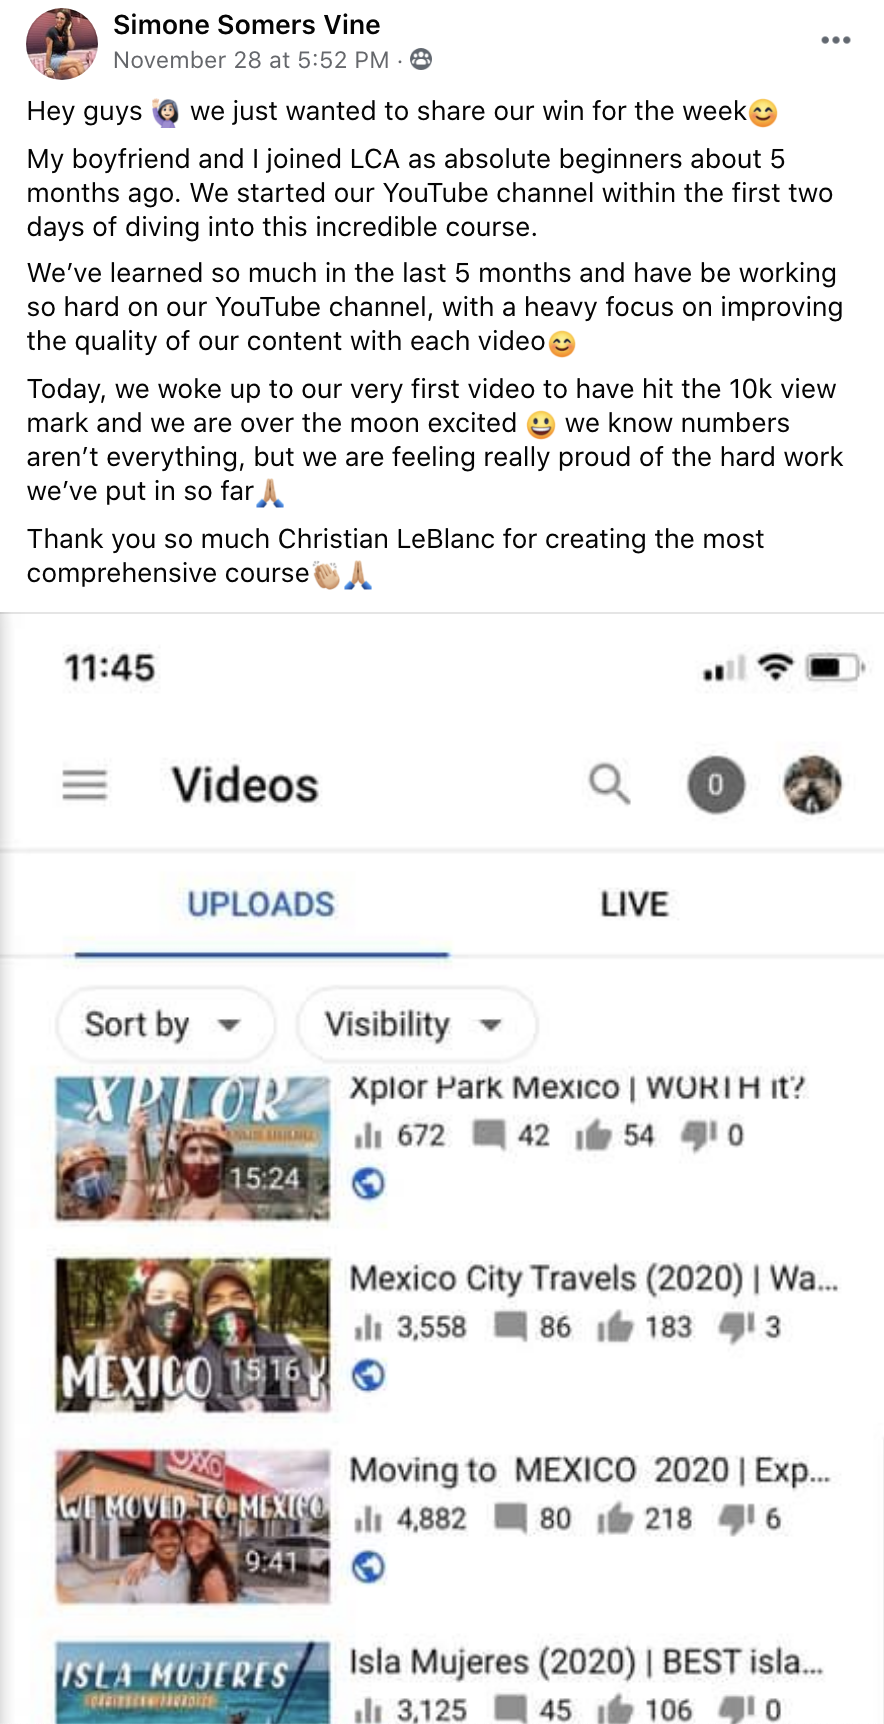 Simone Somers Vine
November 28 at 5:52 PM ·
Hey guys 🙋🏻‍♀️ we just wanted to share our win for the week😊
My boyfriend and I joined LCA as absolute beginners about 5
months ago. We started our YouTube channel within the first two
days of diving into this incredible course.
We’ve learned so much in the last 5 months and have be working
so hard on our YouTube channel, with a heavy focus on improving
the quality of our content with each video😊
Today, we woke up to our very first video to have hit the 10k view
mark and we are over the moon excited 😀 we know numbers
aren’t everything, but we are feeling really proud of the hard work
we’ve put in so far🙏🏼
Thank you so much Christian LeBlanc for creating the most
comprehensive course👏🏼🙏🏼
11:45
Videos
0
UPLOADS LIVE
Sort by Visibility
XPLOR
15:24
Xplor Park Mexico | WORTH it?
672 42 54 0
MEXICO CITY
15:16
Mexico City Travels (2020) | Wa...
3,558 86 183 3
OXXO
WE MOVED TO MEXICO
9:41
Moving to MEXICO 2020 | Exp...
4,882 80 218 6
ISLA MUJERES
CARIBBEAN PARADISE
Isla Mujeres (2020) | BEST isla...
3,125 45 106 0